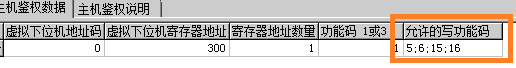 主机鉴权数据 主机鉴权说明
虚拟下位机地址码 虚拟下位机寄存器地址 寄存器地址数量 功能码 1或3 允许的写功能码
0 300 1 1 5;6;15;16